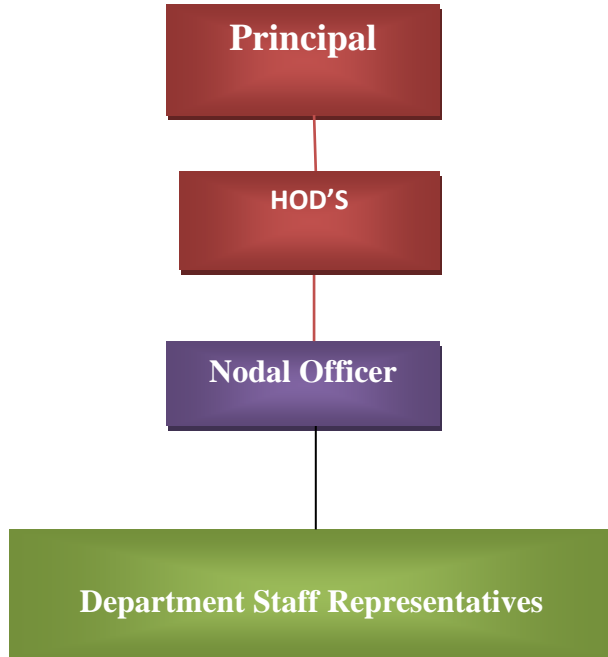 Principal
HOD’S
Nodal Officer
Department Staff Representatives